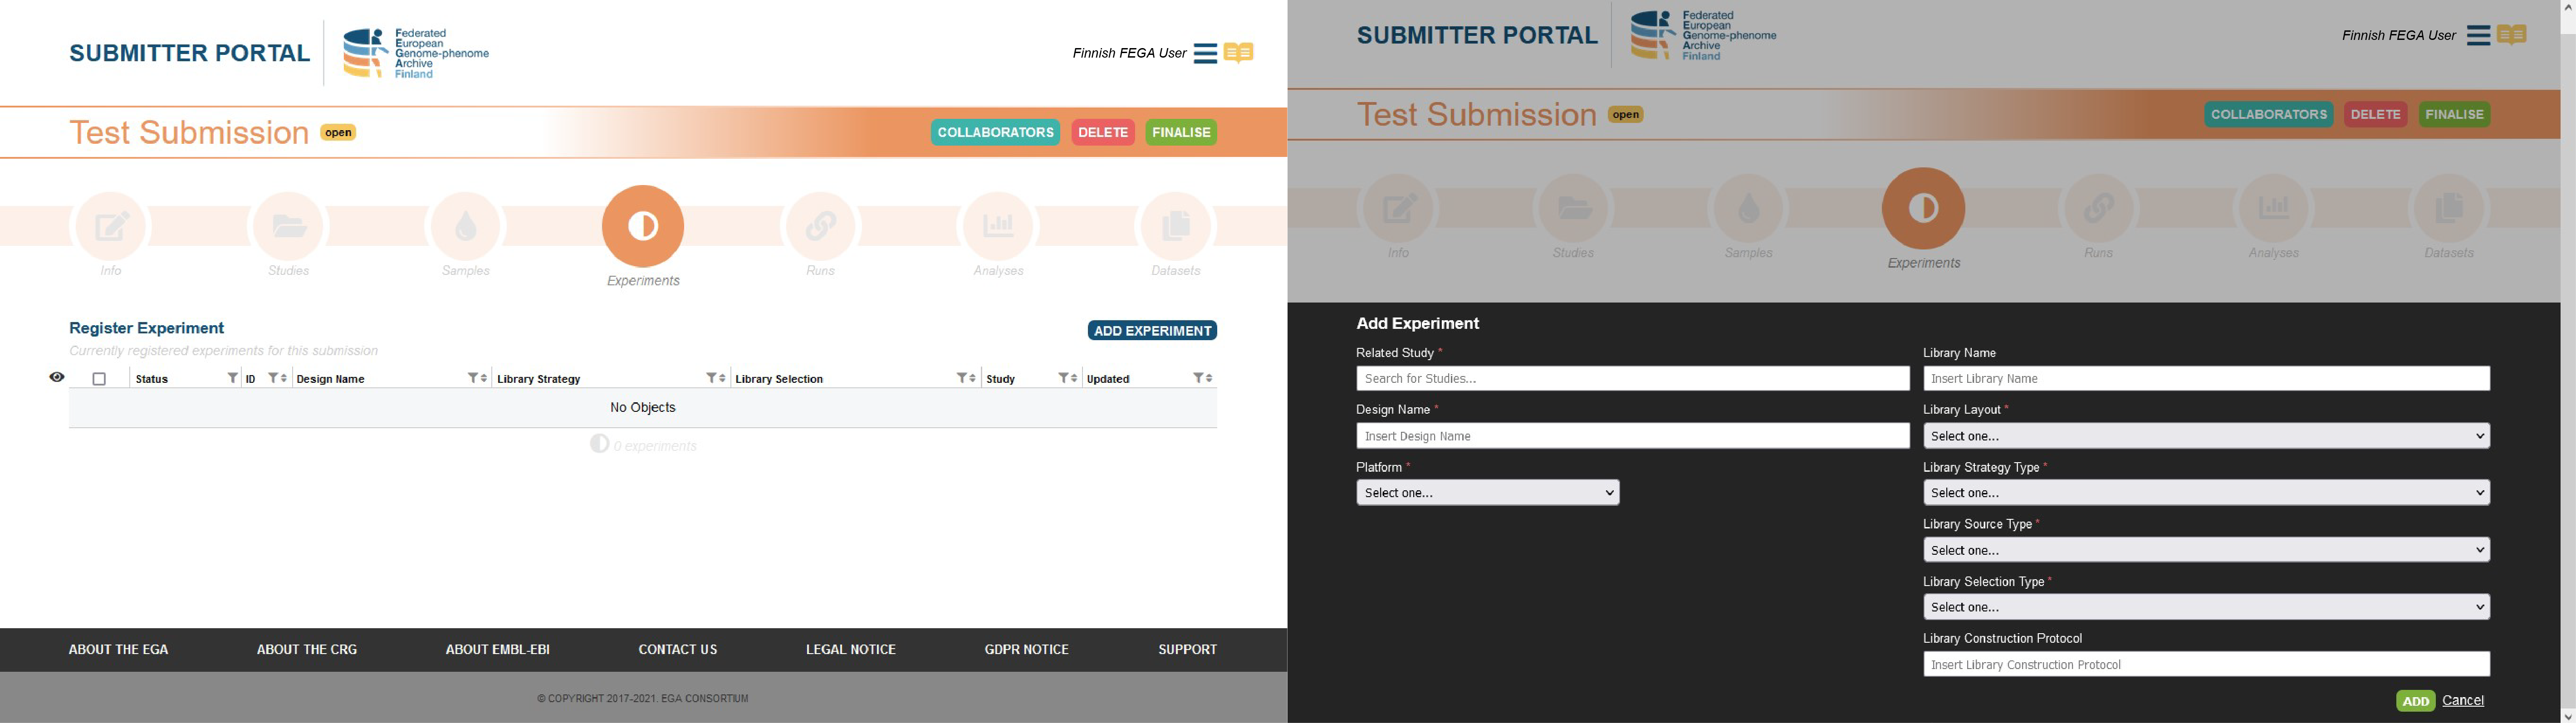 SUBMITTER PORTAL
Federated
European
Genome-phenome
Archive
Finland
Finnish FEGA User
Test Submission open
COLLABORATORS DELETE FINALISE
Info Studies Samples Experiments Runs Analyses Datasets
Register Experiment
ADD EXPERIMENT
Currently registered experiments for this submission
Status ID Design Name Library Strategy Library Selection Study Updated
No Objects
0 experiments
ABOUT THE EGA ABOUT THE CRG ABOUT EMBL-EBI CONTACT US LEGAL NOTICE GDPR NOTICE SUPPORT
© COPYRIGHT 2017-2021. EGA CONSORTIUM
SUBMITTER PORTAL
Federated
European
Genome-phenome
Archive
Finland
Finnish FEGA User
Test Submission open
COLLABORATORS DELETE FINALISE
Info Studies Samples Experiments Runs Analyses Datasets
Add Experiment
Related Study *
Search for Studies...
Design Name *
Insert Design Name
Platform *
Select one...
Library Name
Insert Library Name
Library Layout *
Select one...
Library Strategy Type *
Select one...
Library Source Type *
Select one...
Library Selection Type *
Select one...
Library Construction Protocol
Insert Library Construction Protocol
ADD Cancel